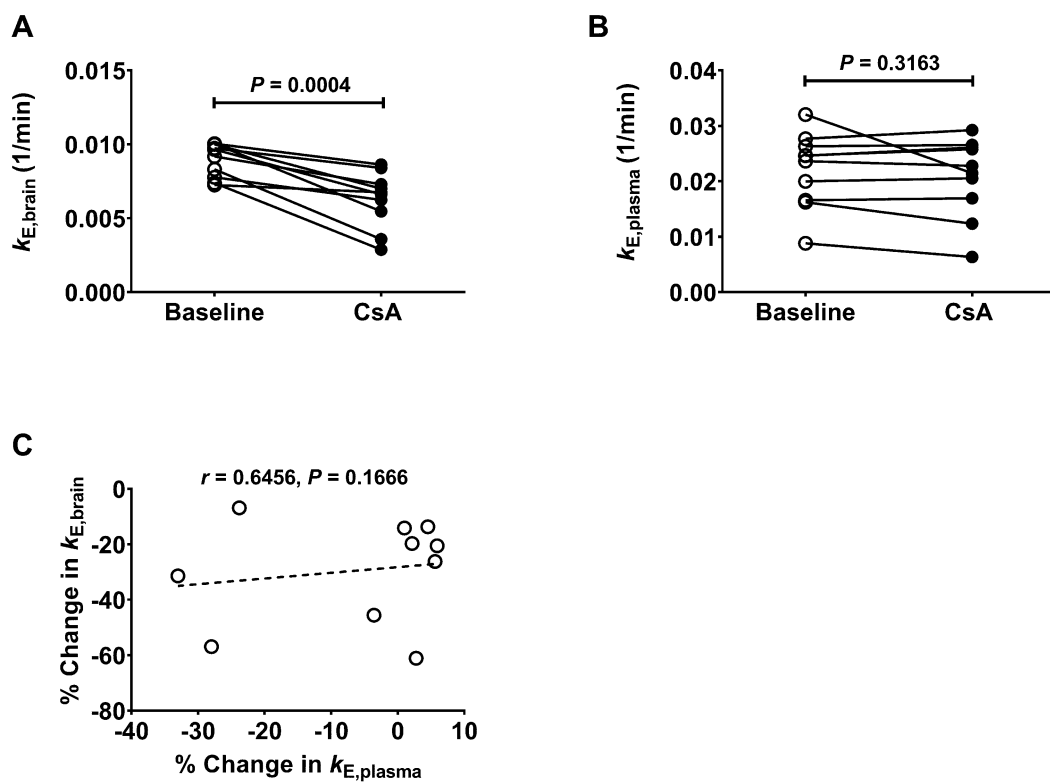 A
P = 0.0004
kE,brain (1/min)
0.015
0.010
0.005
0.000
Baseline CsA
B
P = 0.3163
kE,plasma (1/min)
0.04
0.03
0.02
0.01
0.00
Baseline CsA
C
r = 0.6456, P = 0.1666
% Change in kE,brain
0
-20
-40
-60
-80
-40 -30 -20 -10 0 10
% Change in kE,plasma